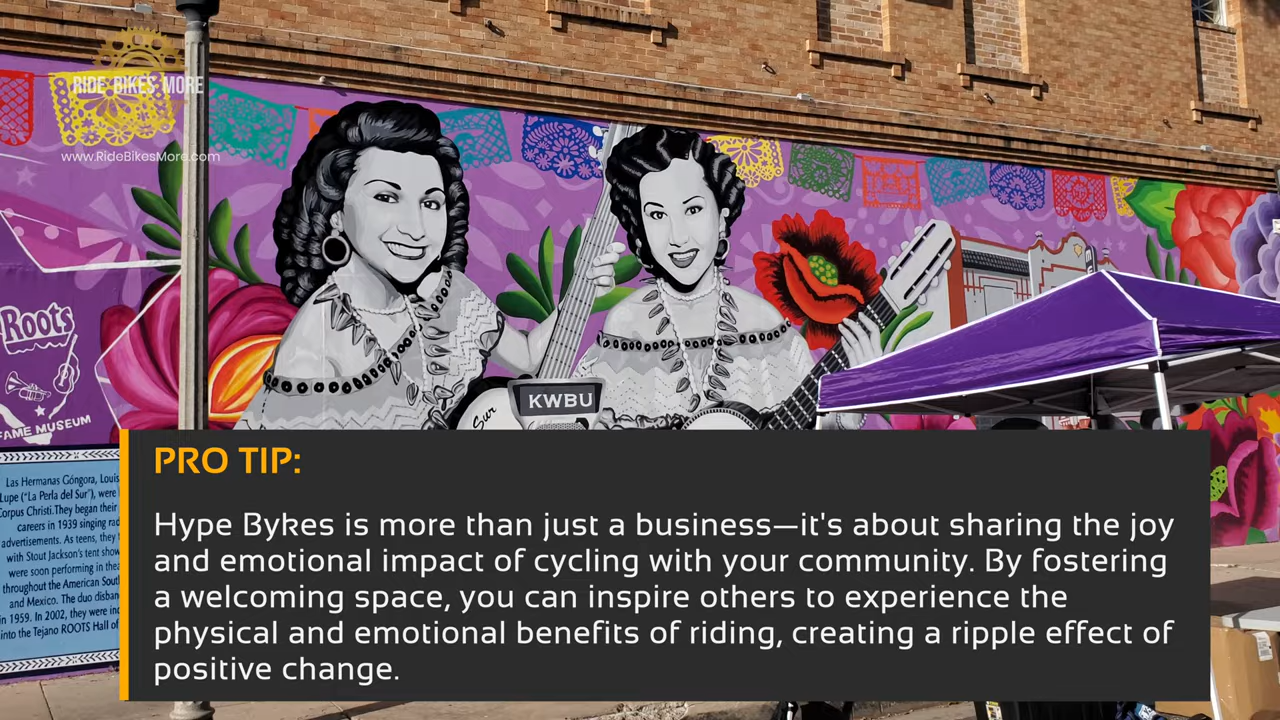 RIDE BIKES MORE
www.RideBikesMore.com
Roots
FAME MUSEUM
Sur
KWBU
Las Hermanas Góngora, Louis
Lupe ("La Perla del Sur"), were
Corpus Christi. They began their
careers in 1939 singing rad
advertisements. As teens, they
with Stout Jackson's tent show
were soon performing in thea
throughout the American Sout
and Mexico. The duo disban
in 1959. In 2002, they were ind
into the Tejano ROOTS Hall of
PRO TIP:
Hype Bykes is more than just a business—it's about sharing the joy
and emotional impact of cycling with your community. By fostering
a welcoming space, you can inspire others to experience the
physical and emotional benefits of riding, creating a ripple effect of
positive change.